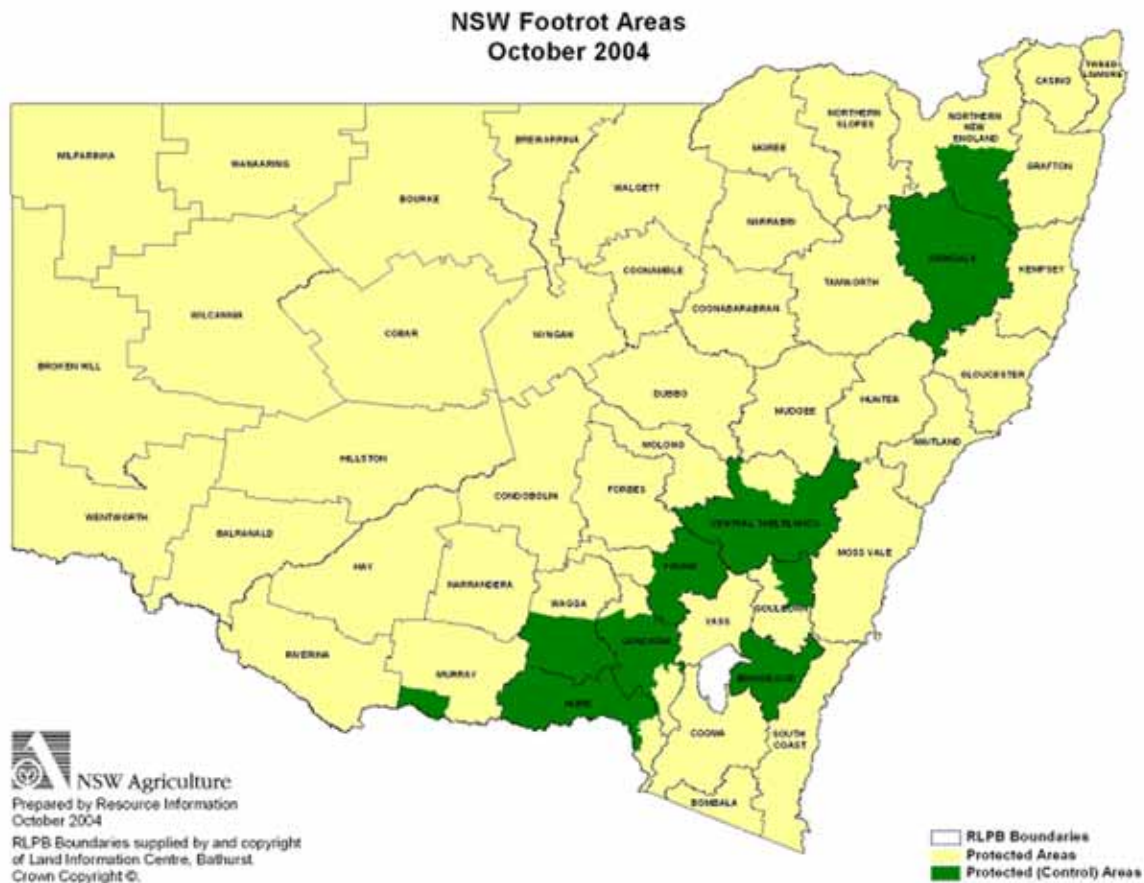 NSW Footrot Areas
October 2004
TWEED-
LISMORE
CASINO
NORTHERN
SLOPES
NORTHERN
NEW
ENGLAND
BREWARRINA
MOREE
WILPARINKA
WANAARING
GRAFTON
WALGETT
BOURKE
NARRABRI
ARMIDALE
KEMPSEY
COONAMBLE
TAMWORTH
COONABARABRAN
WILCANNIA
COBAR
NYNGAN
BROKEN HILL
GLOUCESTER
DUBBO
HUNTER
MUDGEE
MAITLAND
MOLONG
HILLSTON
FORBES
CONDOBOLIN
WENTWORTH
CENTRAL TABLELANDS
BALRANALD
MOSS VALE
HAY
YOUNG
NARRANDERA
WAGGA
GOULBURN
YASS
GUNDAGAI
RIVERINA
MURRAY
BRAIDWOOD
HUME
COOMA
SOUTH
COAST
BOMBALA
NSW Agriculture
Prepared by Resource Information
October 2004
RLPB Boundaries supplied by and copyright
of Land Information Centre, Bathurst
Crown Copyright ©.
RLPB Boundaries
Protected Areas
Protected (Control) Areas